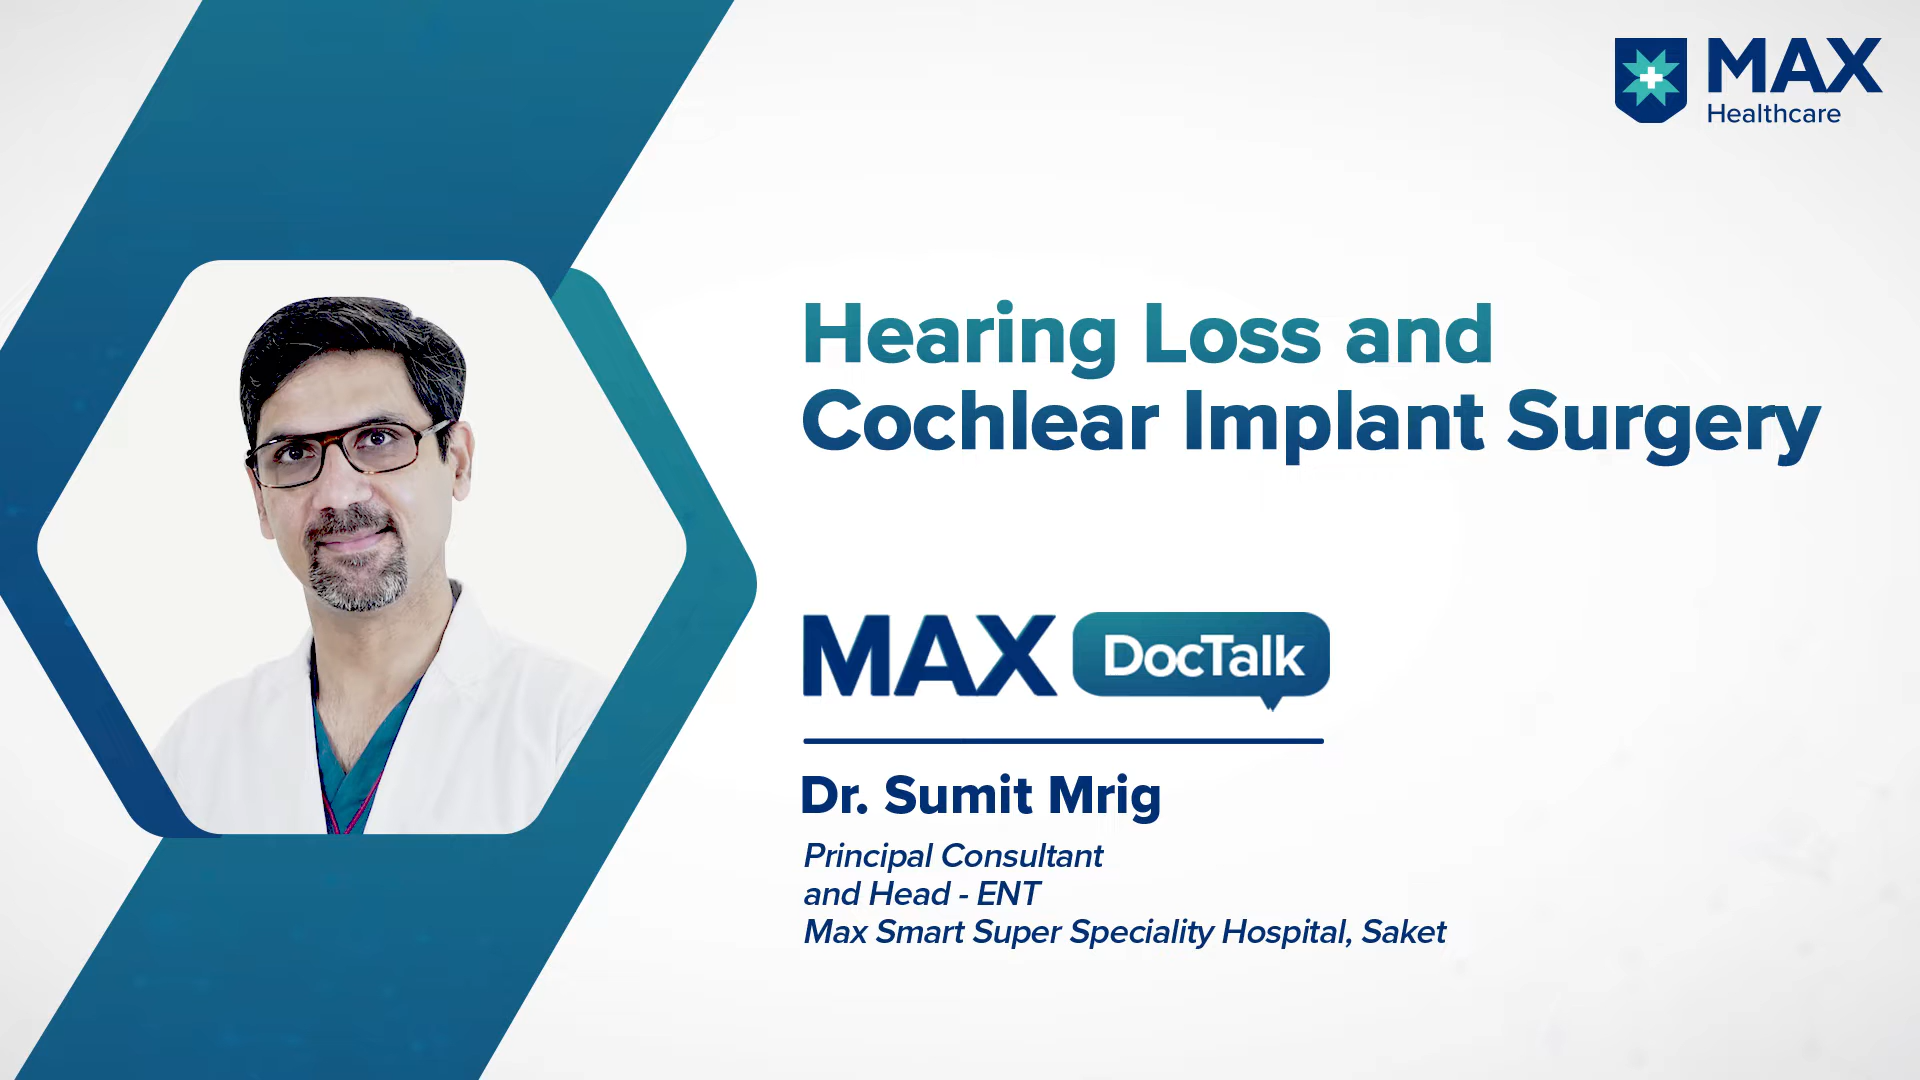 MAX
Healthcare
Hearing Loss and
Cochlear Implant Surgery
MAX DocTalk
Dr. Sumit Mrig
Principal Consultant
and Head - ENT
Max Smart Super Speciality Hospital, Saket